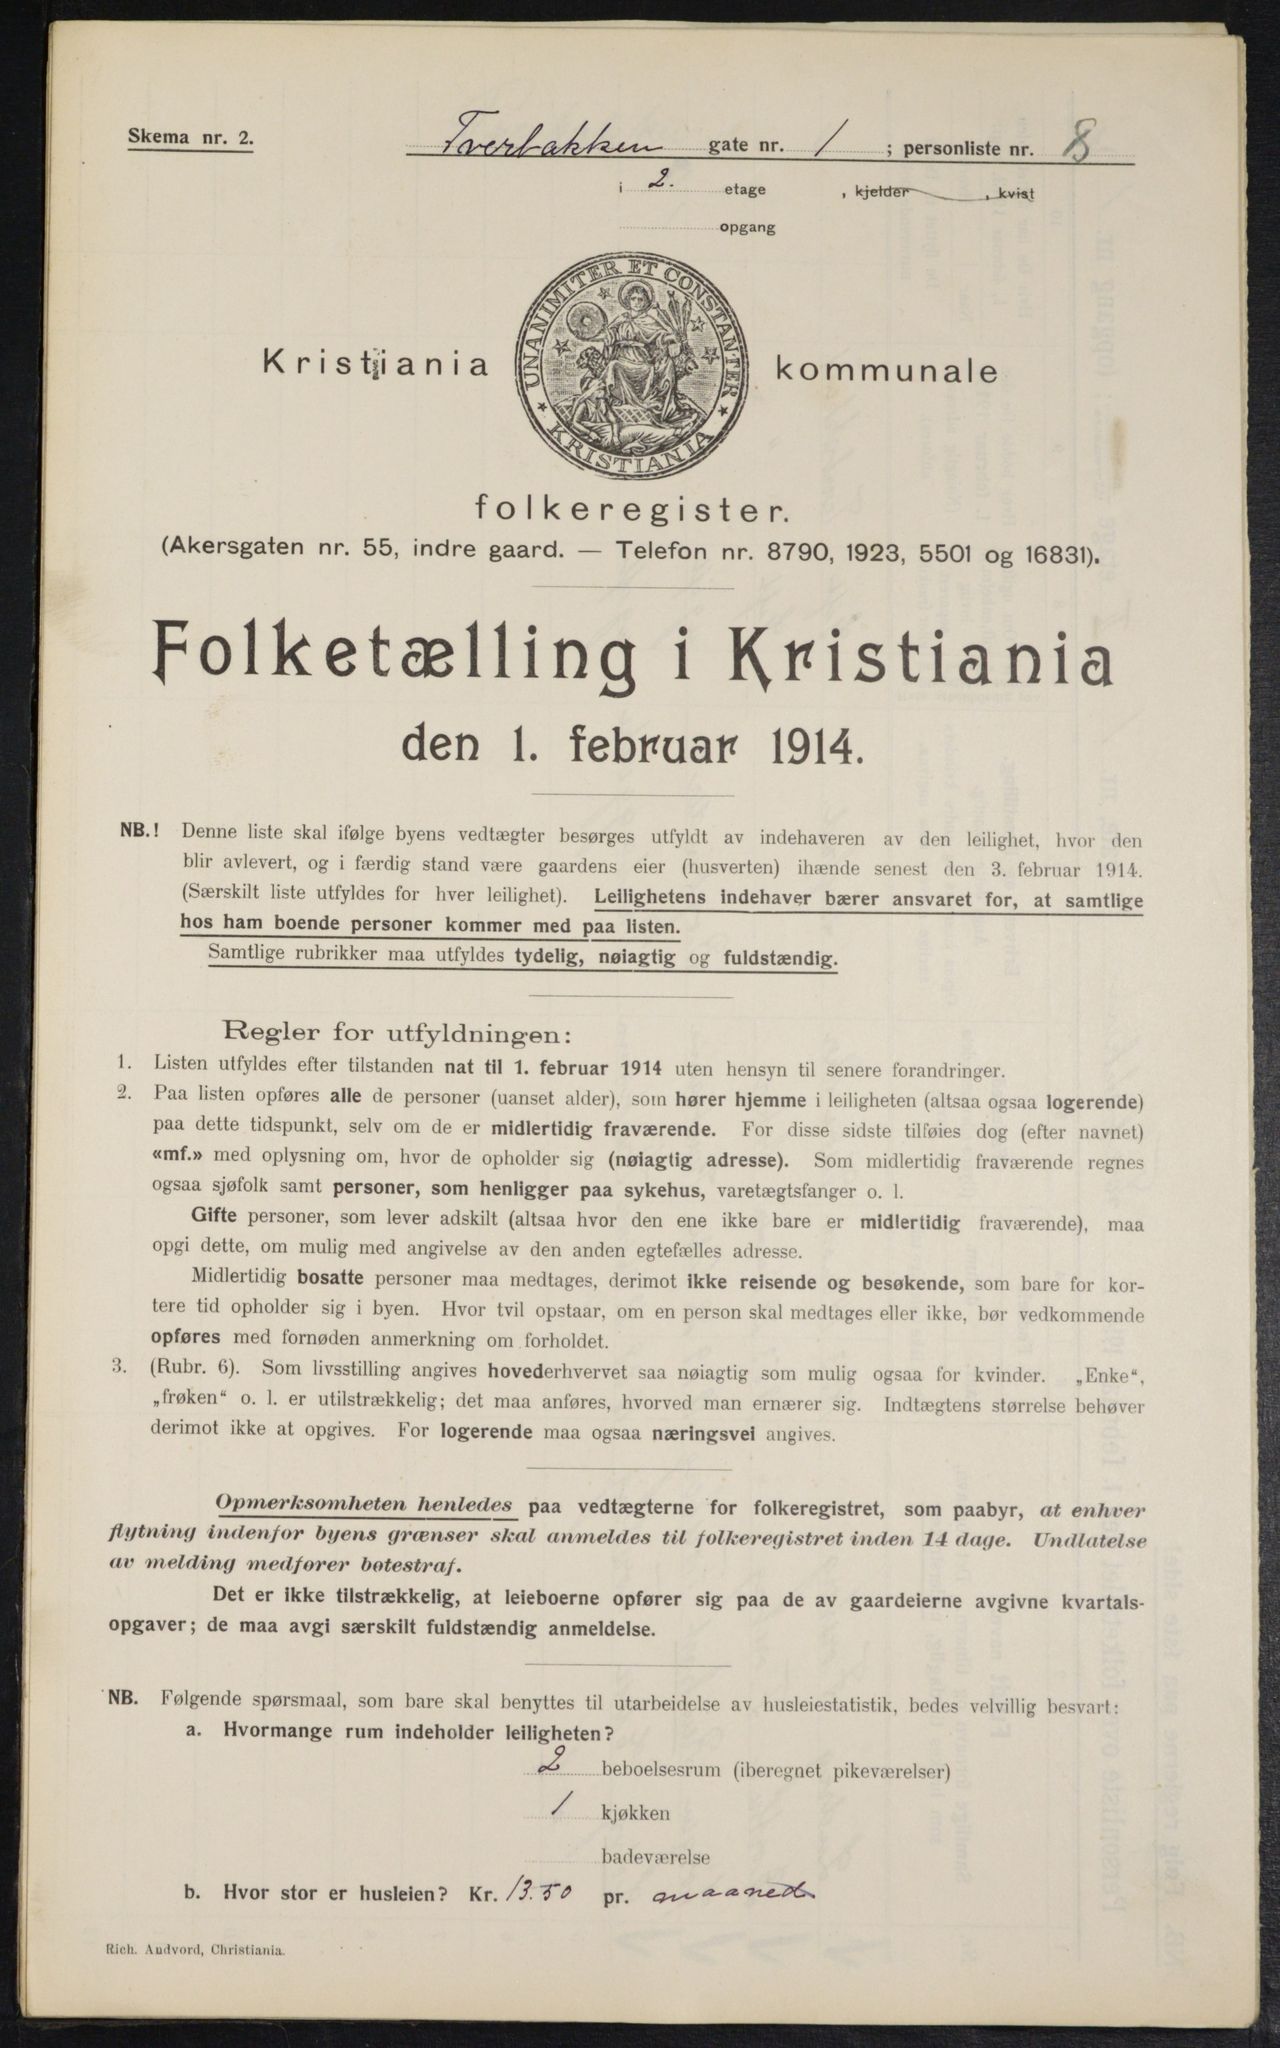 Skema nr. 2.
Tverbakken gate nr. 1 ; personliste nr. 8
i 2. etage , kjelder , kvist
opgang
UNANIMITER ET CONSTANTER
KRISTIANIA
Kristiania kommunale
folkeregister.
(Akersgaten nr. 55, indre gaard. — Telefon nr. 8790, 1923, 5501 og 16831).
Folketælling i Kristiania
den 1. februar 1914.
NB.! Denne liste skal ifølge byens vedtægter besørges utfyldt av indehaveren av den leilighet, hvor den
blir avlevert, og i færdig stand være gaardens eier (husverten) ihænde senest den 3. februar 1914.
(Særskilt liste utfyldes for hver leilighet). Leilighetens indehaver bærer ansvaret for, at samtlige
hos ham boende personer kommer med paa listen.
Samtlige rubrikker maa utfyldes tydelig, nøiagtig og fuldstændig.
Regler for utfyldningen:
1. Listen utfyldes efter tilstanden nat til 1. februar 1914 uten hensyn til senere forandringer.
2. Paa listen opføres alle de personer (uanset alder), som hører hjemme i leiligheten (altsaa ogsaa logerende)
paa dette tidspunkt, selv om de er midlertidig fraværende. For disse sidste tilføies dog (efter navnet)
«mf.» med oplysning om, hvor de opholder sig (nøiagtig adresse). Som midlertidig fraværende regnes
ogsaa sjøfolk samt personer, som henligger paa sykehus, varetægtsfanger o. l.
Gifte personer, som lever adskilt (altsaa hvor den ene ikke bare er midlertidig fraværende), maa
opgi dette, om mulig med angivelse av den anden egtefælles adresse.
Midlertidig bosatte personer maa medtages, derimot ikke reisende og besøkende, som bare for kor-
tere tid opholder sig i byen. Hvor tvil opstaar, om en person skal medtages eller ikke, bør vedkommende
opføres med fornøden anmerkning om forholdet.
3. (Rubr. 6). Som livsstilling angives hovederhvervet saa nøiagtig som mulig ogsaa for kvinder. „Enke“,
„frøken“ o. l. er utilstrækkelig; det maa anføres, hvorved man ernærer sig. Indtægtens størrelse behøver
derimot ikke at opgives. For logerende maa ogsaa næringsvei angives.
Opmerksomheten henledes paa vedtægterne for folkeregistret, som paabyr, at enhver
flytning indenfor byens grænser skal anmeldes til folkeregistret inden 14 dage. Undlatelse
av melding medfører bøtestraf.
Det er ikke tilstrækkelig, at leieboerne opfører sig paa de av gaardeierne avgivne kvartals-
opgaver; de maa avgi særskilt fuldstændig anmeldelse.
NB. Følgende spørsmaal, som bare skal benyttes til utarbeidelse av husleiestatistik, bedes velvillig besvart:
a. Hvormange rum indeholder leiligheten?
2 beboelsesrum (iberegnet pikeværelser)
1 kjøkken
badeværelse
b. Hvor stor er husleien? Kr. 13.50 pr. maaned
Rich. Andvord, Christiania.